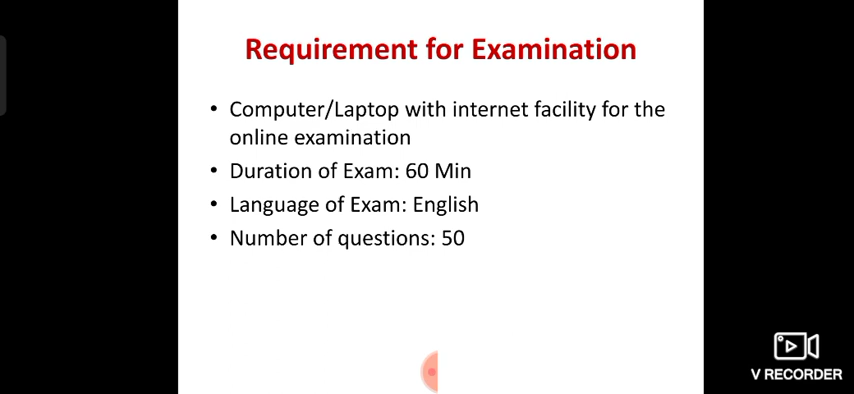 Requirement for Examination
• Computer/Laptop with internet facility for the
online examination
• Duration of Exam: 60 Min
• Language of Exam: English
• Number of questions: 50
V RECORDER